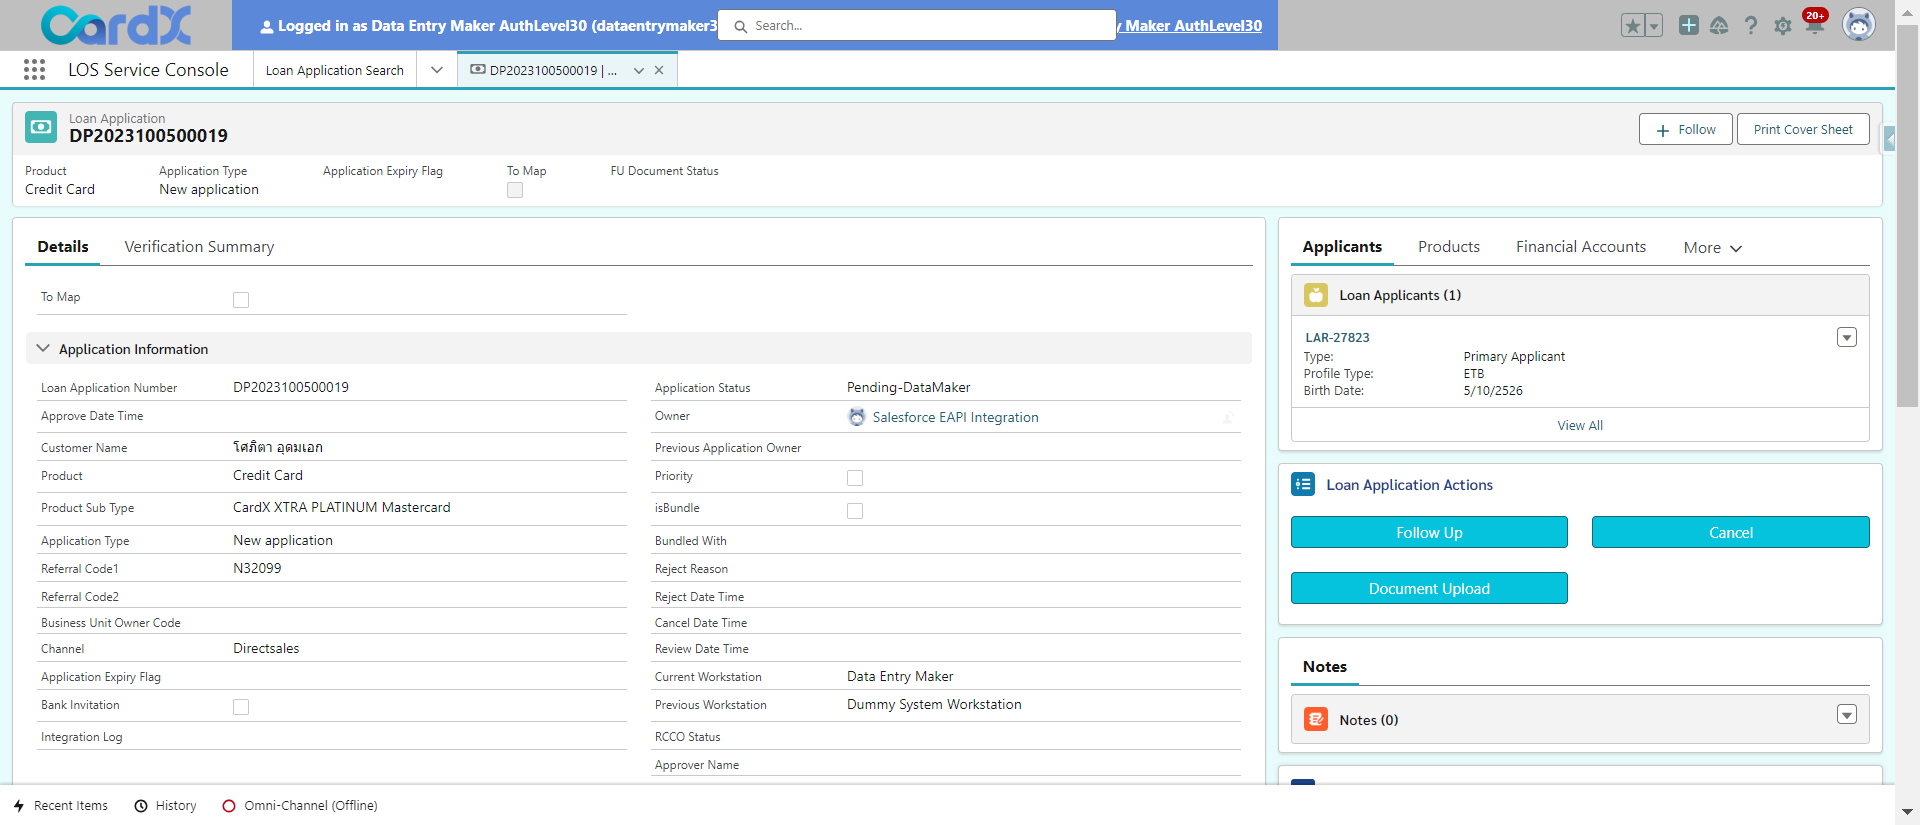 CardX
Logged in as Data Entry Maker AuthLevel30 (dataentrymaker3
Search...
Maker AuthLevel30
20+
LOS Service Console
Loan Application Search
DP2023100500019 | ...
Loan Application
DP2023100500019
Follow
Print Cover Sheet
Product
Application Type
Application Expiry Flag
To Map
FU Document Status
Credit Card
New application
Details
Verification Summary
To Map
Application Information
Loan Application Number
DP2023100500019
Approve Date Time
Customer Name
โศภิตา อุดมเอก
Product
Credit Card
Product Sub Type
CardX XTRA PLATINUM Mastercard
Application Type
New application
Referral Code1
N32099
Referral Code2
Business Unit Owner Code
Channel
Directsales
Application Expiry Flag
Bank Invitation
Integration Log
Application Status
Pending-DataMaker
Owner
Salesforce EAPI Integration
Previous Application Owner
Priority
isBundle
Bundled With
Reject Reason
Reject Date Time
Cancel Date Time
Review Date Time
Current Workstation
Data Entry Maker
Previous Workstation
Dummy System Workstation
RCCO Status
Approver Name
Applicants
Products
Financial Accounts
More
Loan Applicants (1)
LAR-27823
Type:
Primary Applicant
Profile Type:
ETB
Birth Date:
5/10/2526
View All
Loan Application Actions
Follow Up
Cancel
Document Upload
Notes
Notes (0)
Recent Items
History
Omni-Channel (Offline)